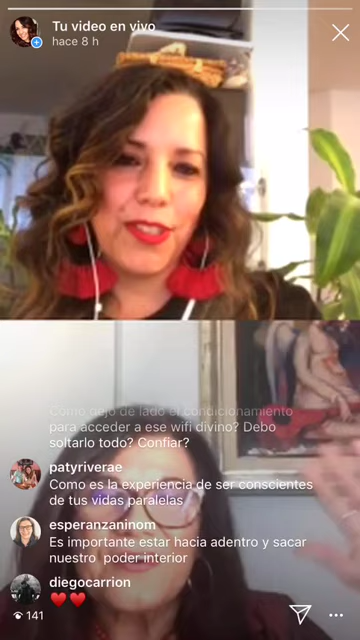 Tu video en vivo
hace 8 h
Como dejo de lado el condicionamiento
para acceder a ese wifi divino? Debo
soltarlo todo? Confiar?
patyriverae
Como es la experiencia de ser conscientes
de tus vidas paralelas
esperanzaninom
Es importante estar hacia adentro y sacar
nuestro poder interior
diegocarrion
❤️❤️
141